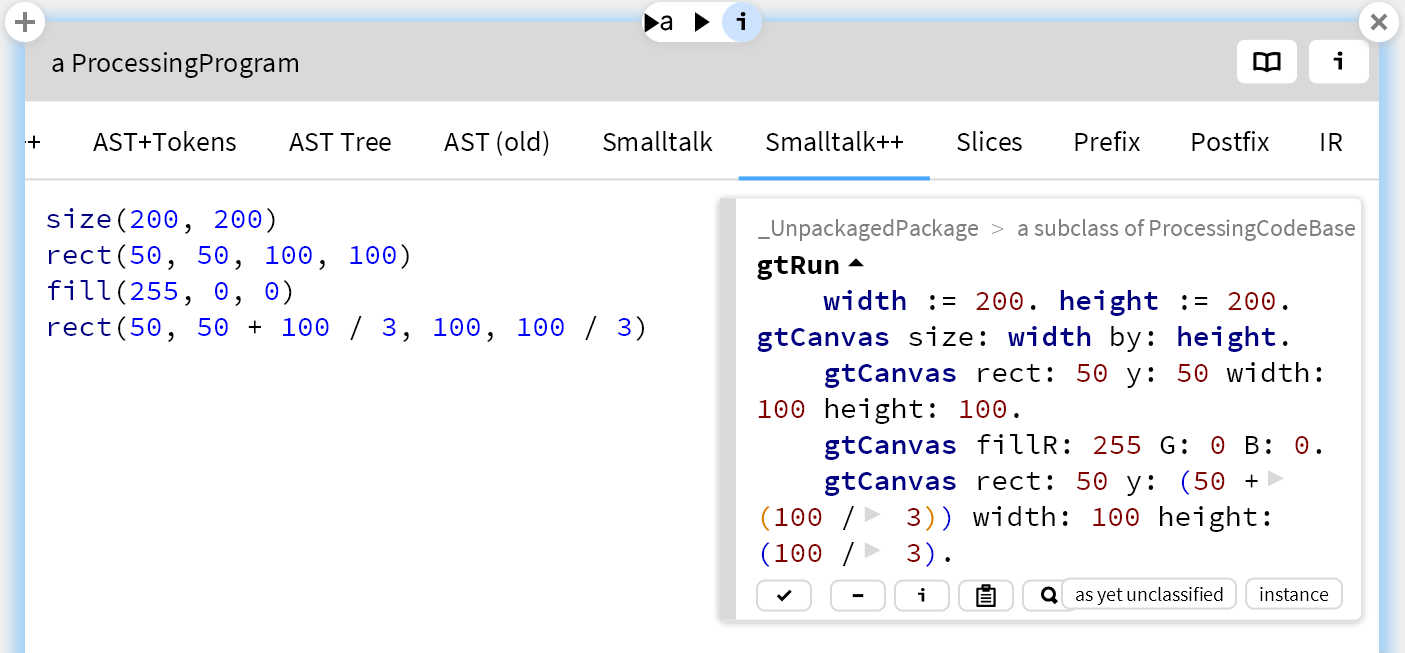 + ▶a ▶ i ×
a ProcessingProgram i
+ AST+Tokens AST Tree AST (old) Smalltalk Smalltalk++ Slices Prefix Postfix IR
size(200, 200)
rect(50, 50, 100, 100)
fill(255, 0, 0)
rect(50, 50 + 100 / 3, 100, 100 / 3)
_UnpackagedPackage > a subclass of ProcessingCodeBase
gtRun
width := 200. height := 200.
gtCanvas size: width by: height.
gtCanvas rect: 50 y: 50 width:
100 height: 100.
gtCanvas fillR: 255 G: 0 B: 0.
gtCanvas rect: 50 y: (50 +
(100 / 3)) width: 100 height:
(100 / 3).
i as yet unclassified instance